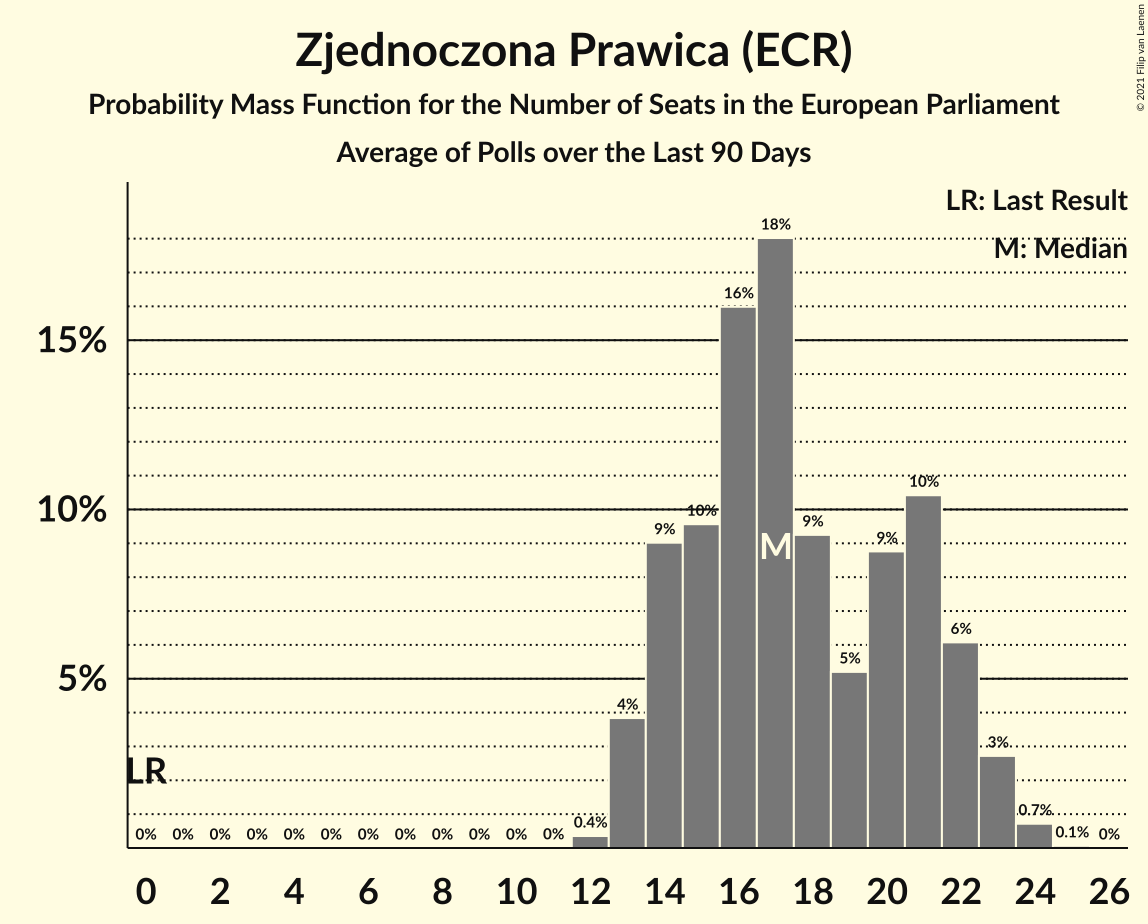 Zjednoczona Prawica (ECR)
Probability Mass Function for the Number of Seats in the European Parliament
Average of Polls over the Last 90 Days
© 2021 Filip van Laenen
LR: Last Result
M: Median
15%
10%
5%
LR
M
0% 0% 0% 0% 0% 0% 0% 0% 0% 0% 0% 0% 0.4% 4% 9% 10% 16% 18% 9% 5% 9% 10% 6% 3% 0.7% 0.1% 0%
0 2 4 6 8 10 12 14 16 18 20 22 24 26